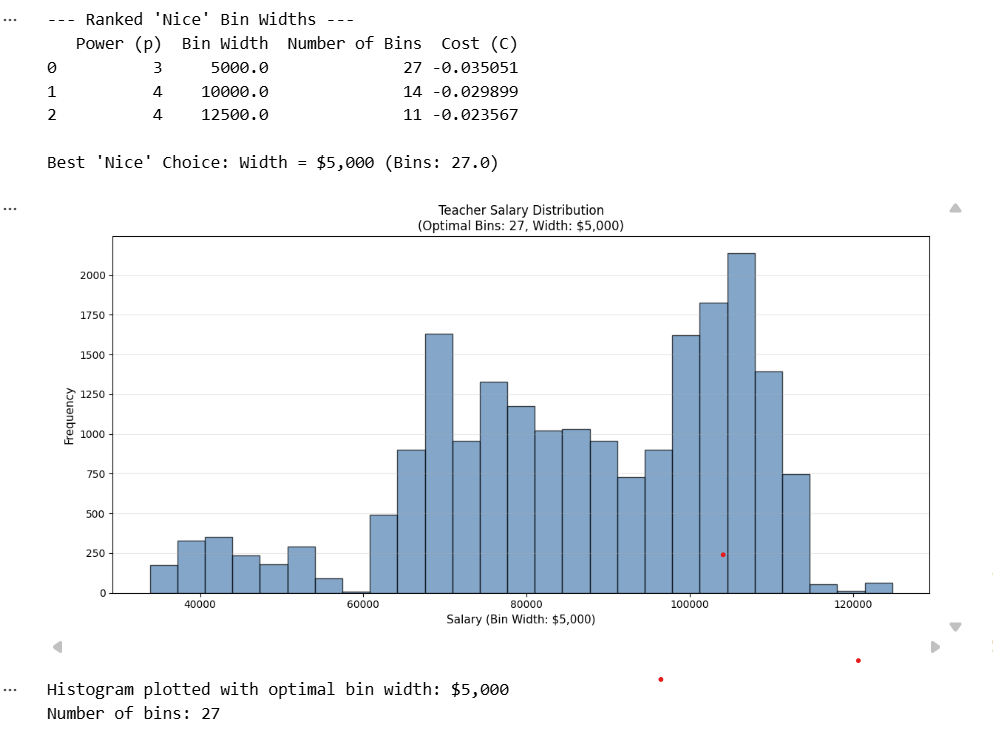 --- Ranked 'Nice' Bin Widths ---
Power (p) Bin Width Number of Bins Cost (C)
0 3 5000.0 27 -0.035051
1 4 10000.0 14 -0.029899
2 4 12500.0 11 -0.023567
Best 'Nice' Choice: Width = $5,000 (Bins: 27.0)
Teacher Salary Distribution
(Optimal Bins: 27, Width: $5,000)
Frequency
2000
1750
1500
1250
1000
750
500
250
0
40000 60000 80000 100000 120000
Salary (Bin Width: $5,000)
Histogram plotted with optimal bin width: $5,000
Number of bins: 27